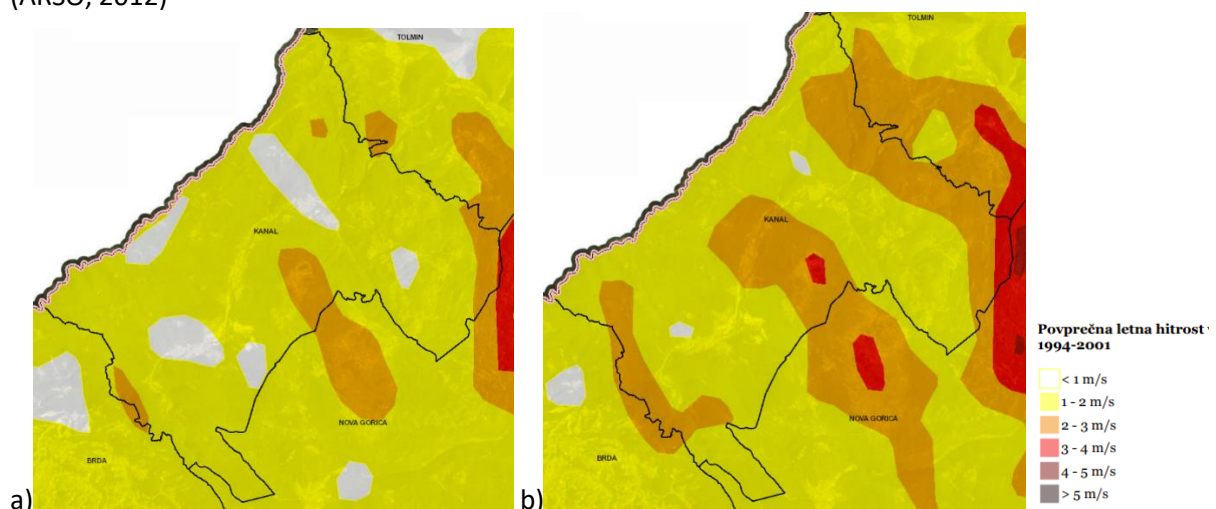 (ARSO, 2012)
TOLMIN
KANAL
NOVA GORICA
BRDA
a)
TOLMIN
KANAL
NOVA GORICA
BRDA
b)
Povprečna letna hitrost
1994-2001
< 1 m/s
1 - 2 m/s
2 - 3 m/s
3 - 4 m/s
4 - 5 m/s
> 5 m/s